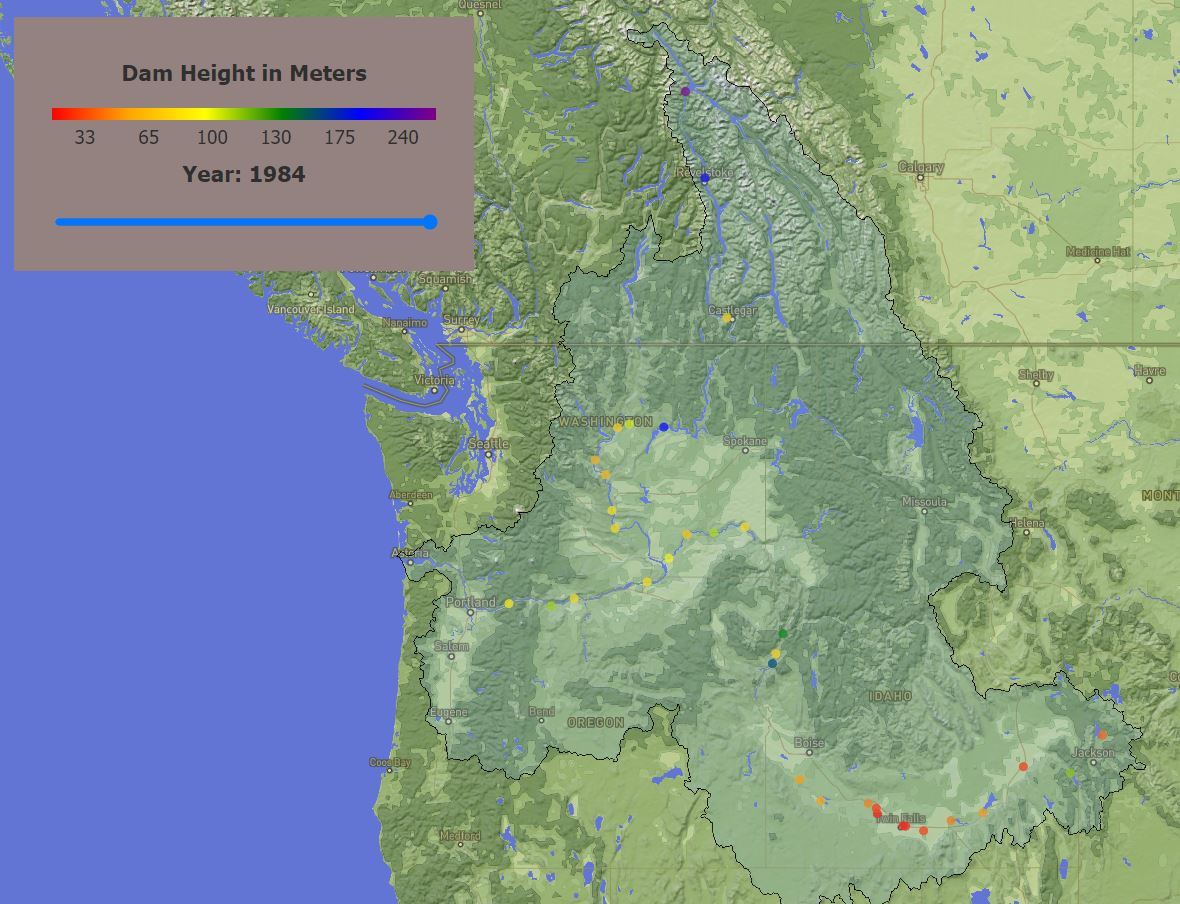 Quesnel
Dam Height in Meters
33 65 100 130 175 240
Year: 1984
Calgary
Revelstoke
Medicine Hat
Squamish
Vancouver Island
Castlegar
Nanaimo
Surrey
Shelby
Havre
Victoria
WASHINGTON
Seattle
Spokane
Aberdeen
Missoula
MONT
Helena
Astoria
Portland
Salem
IDAHO
Eugene
Bend
OREGON
Boise
Jackson
Coos Bay
Twin Falls
Medford